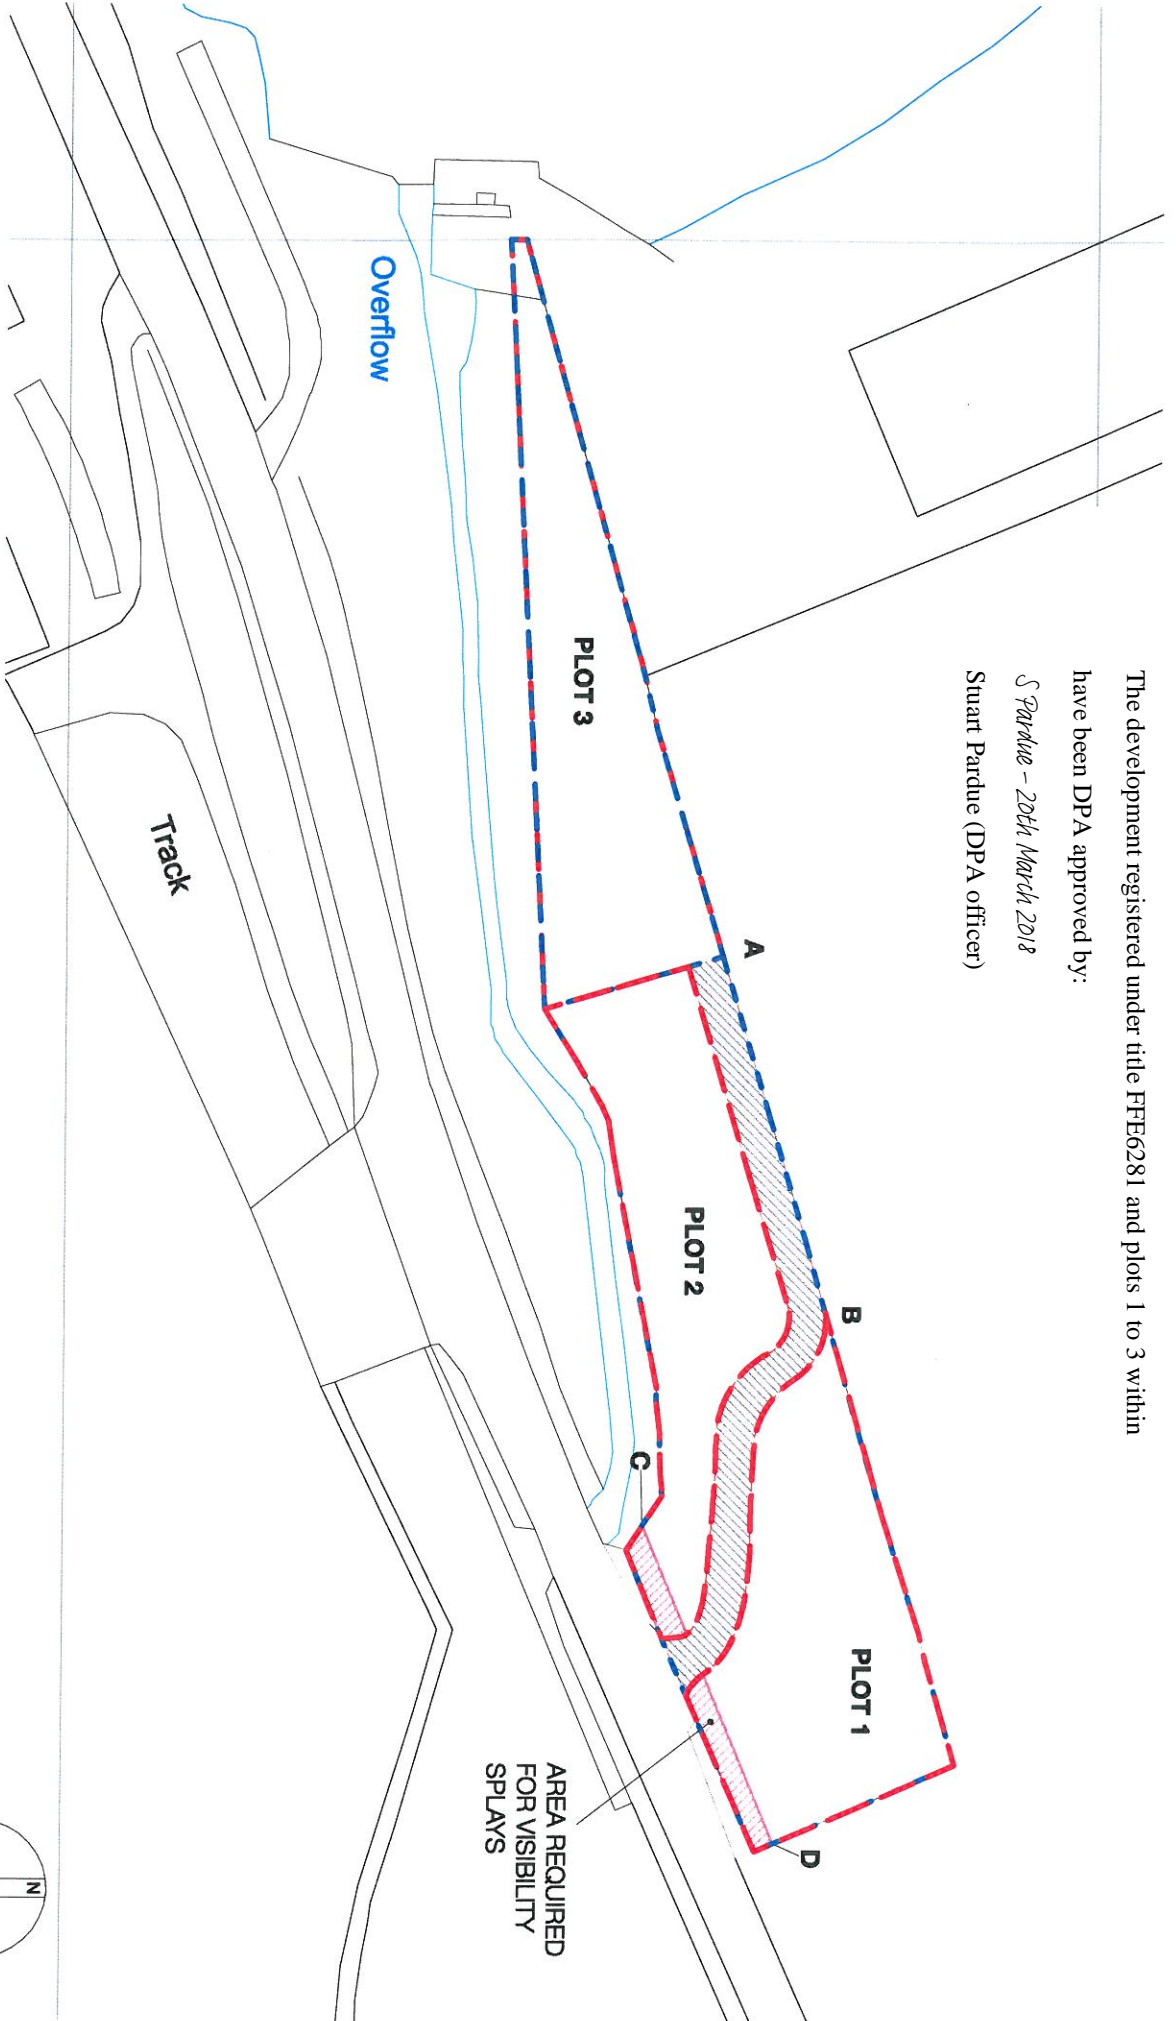 The development registered under title FFE6281 and plots 1 to 3 within
have been DPA approved by:
S Pardue - 20th March 2018
Stuart Pardue (DPA officer)
A
B
PLOT 3
PLOT 2
PLOT 1
Overflow
C
D
Track
AREA REQUIRED
FOR VISIBILITY
SPLAYS
N